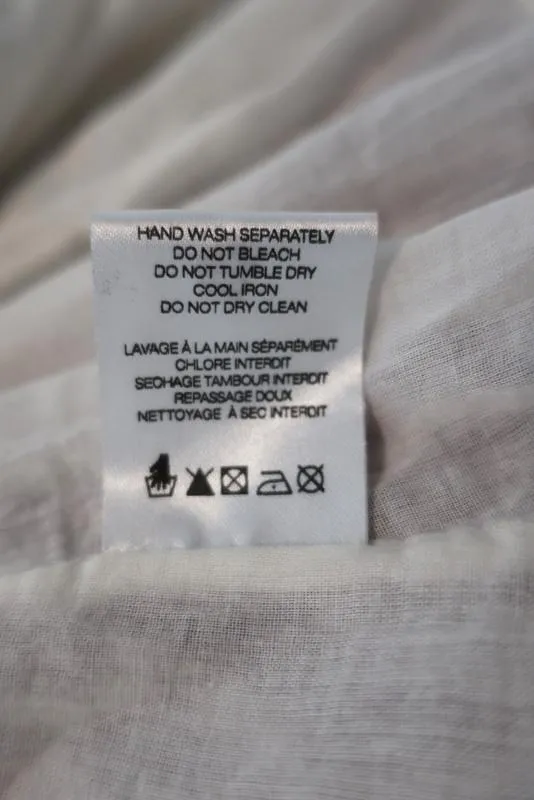 HAND WASH SEPARATELY
DO NOT BLEACH
DO NOT TUMBLE DRY
COOL IRON
DO NOT DRY CLEAN
LAVAGE À LA MAIN SÉPARÉMENT
CHLORE INTERDIT
SEOHAGE TAMBOUR INTERDIT
REPASSAGE DOUX
NETTOYAGE À SEC INTERDIT